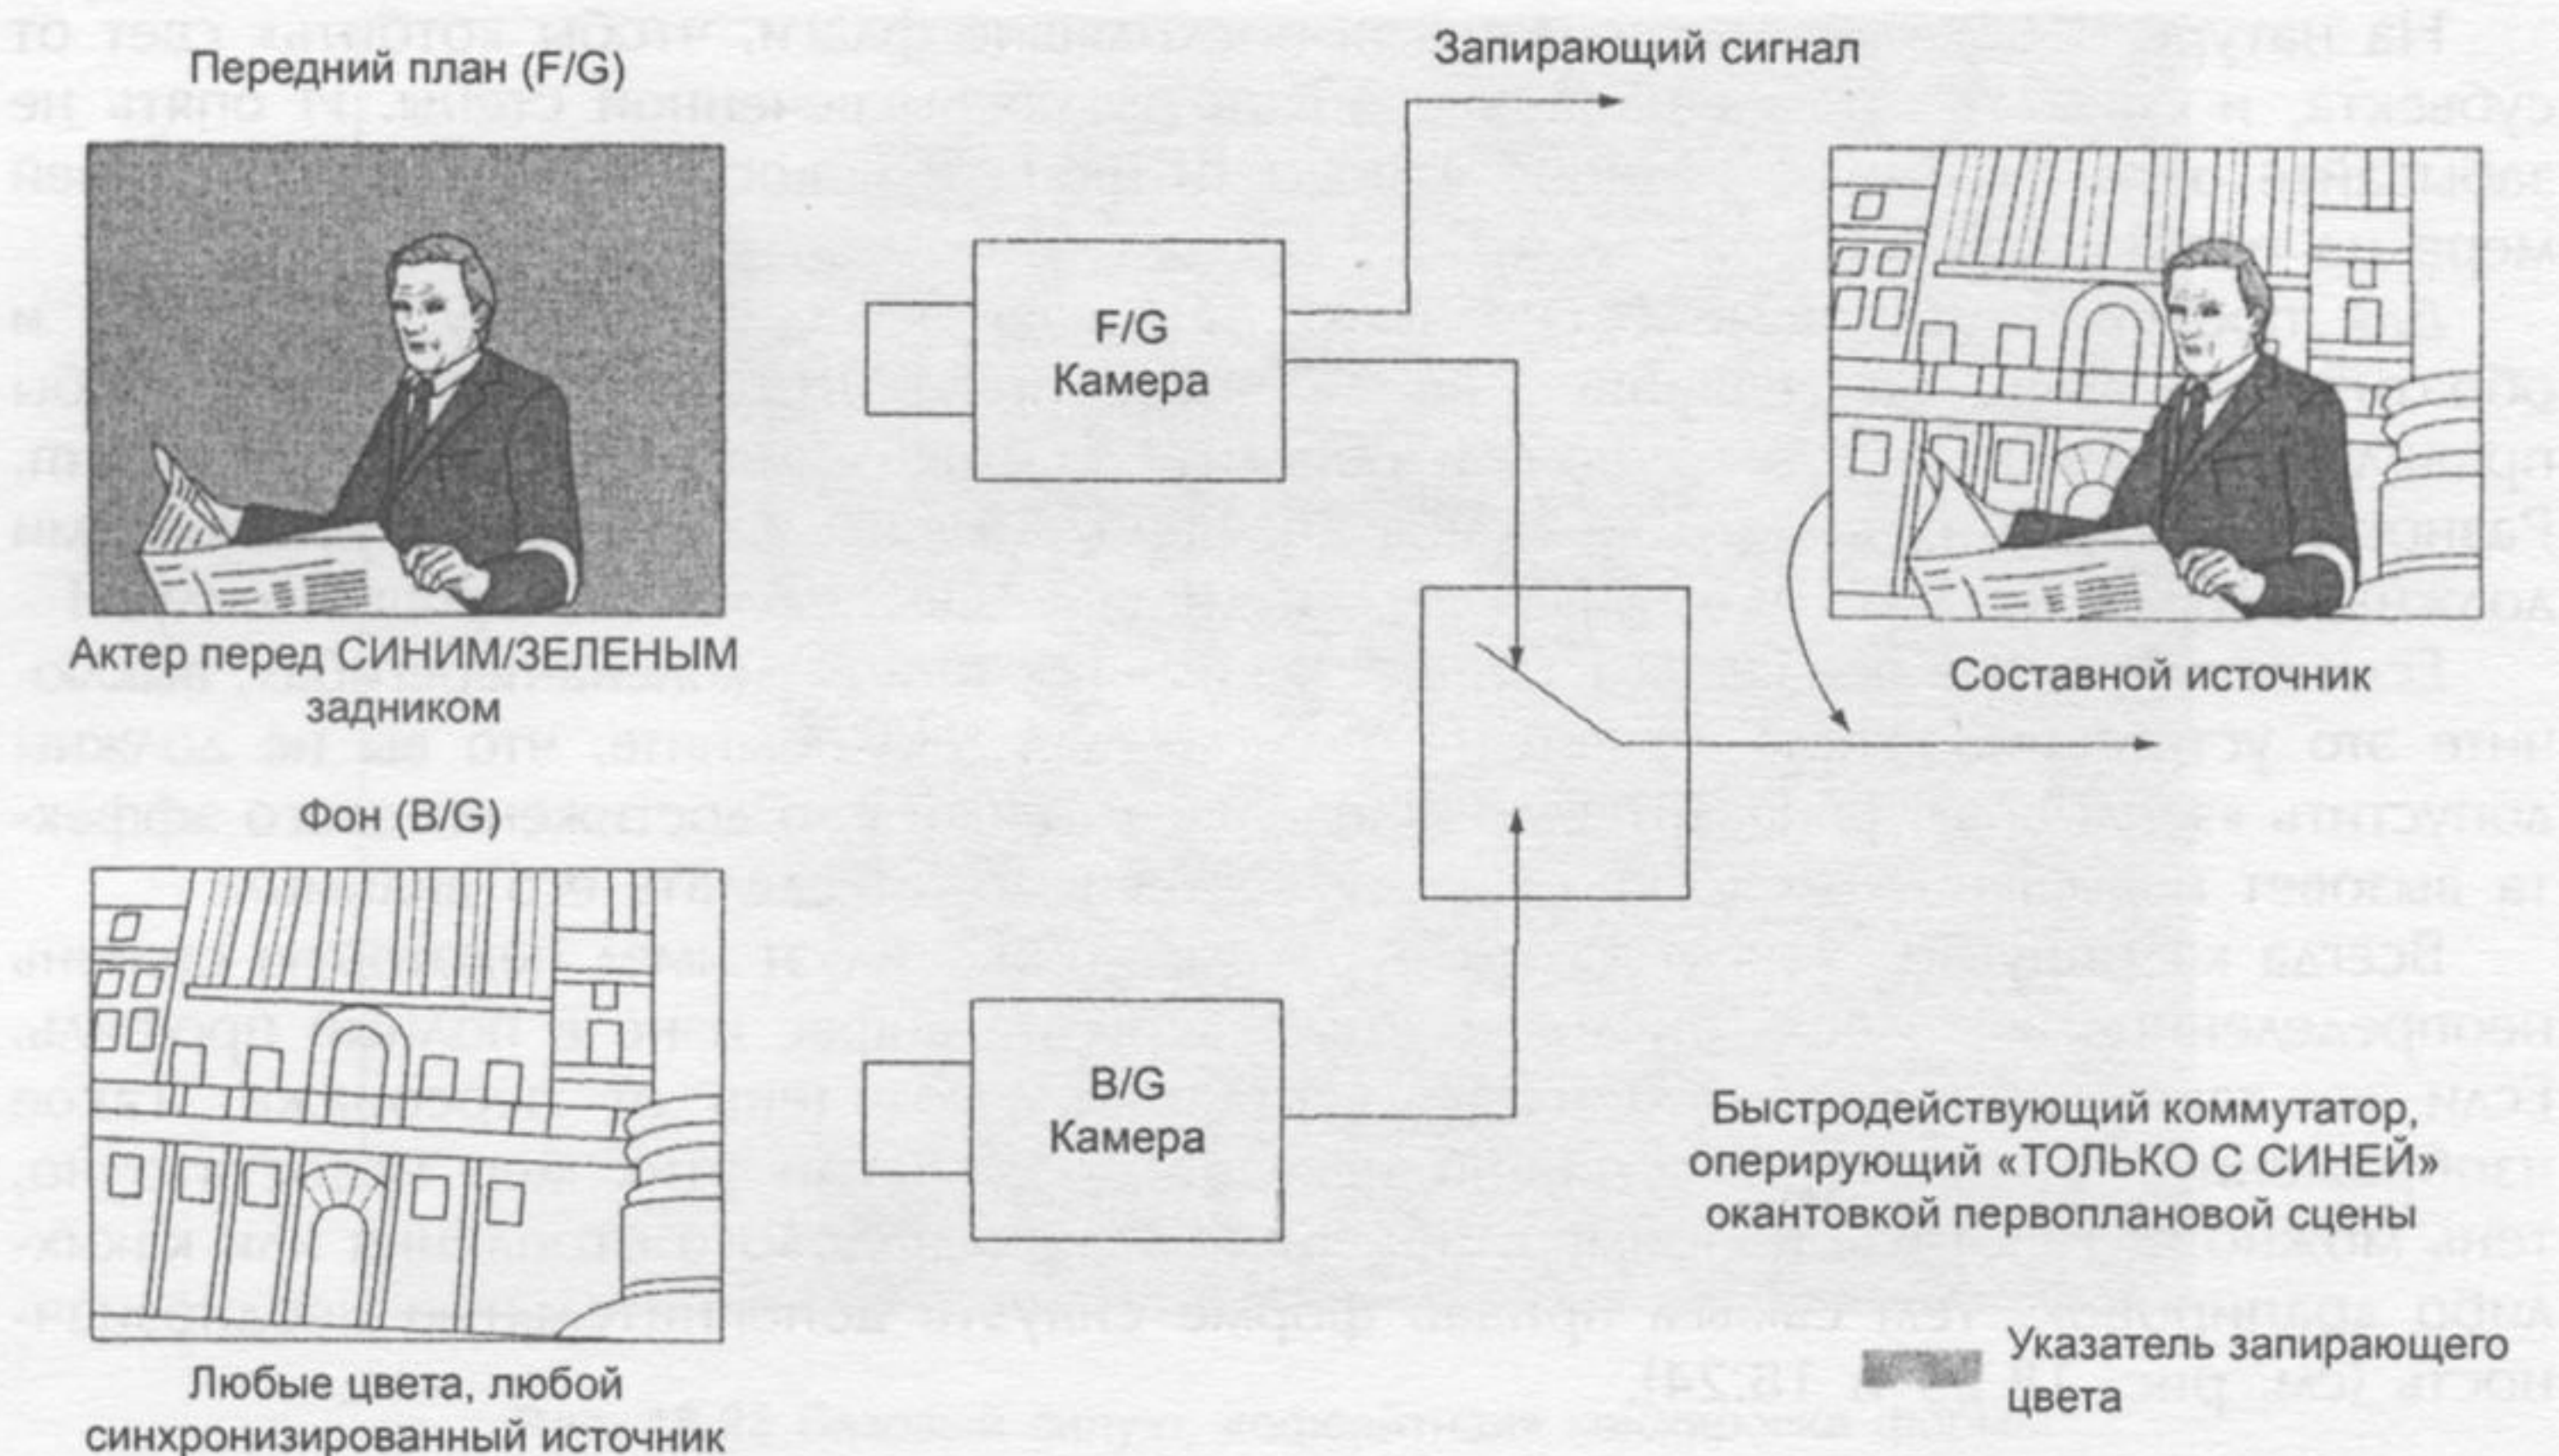 Передний план (F/G)
Актер перед СИНИМ/ЗЕЛЕНЫМ
задником
Фон (B/G)
Любые цвета, любой
синхронизированный источник
Запирающий сигнал
F/G
Камера
B/G
Камера
Составной источник
Быстродействующий коммутатор,
оперирующий «ТОЛЬКО С СИНЕЙ»
окантовкой первоплановой сцены
Указатель запирающего
цвета